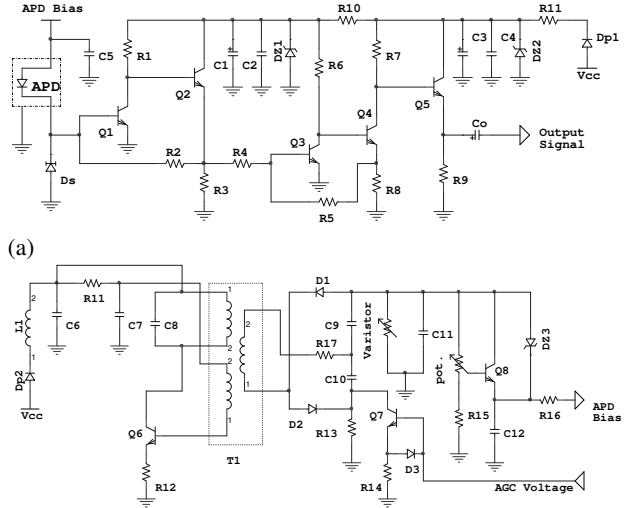 APD Bias
R10
R11
C5
R1
Q2
C1
C2
DZ1
R6
R7
C3
C4
DZ2
Dp1
Vcc
APD
Q1
Q4
Q5
Co
Output
Signal
R2
R4
Q3
Ds
R3
R5
R8
R9
(a)
2
R11
1
D1
L1
C6
C7
C8
C9
Varistor
C11
DZ3
1
2
2
2
R17
pot.
Q8
1
Dp2
C10
1
Vcc
Q6
1
D2
R13
Q7
R15
C12
R16
APD
Bias
T1
D3
R12
R14
AGC Voltage